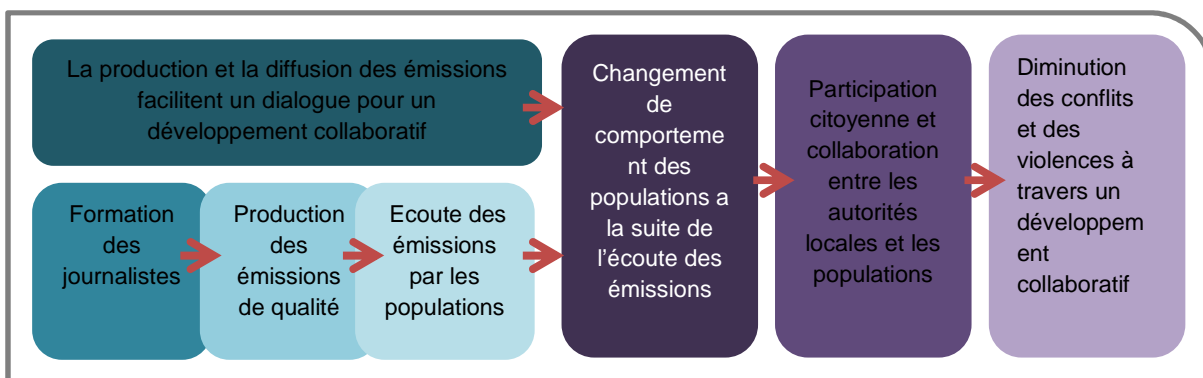 La production et la diffusion des émissions
facilitent un dialogue pour un
développement collaboratif
Formation
des
journalistes
Production
des
émissions
de qualité
Ecoute des
émissions
par les
populations
Changement
de
comporteme
nt des
populations a
la suite de
l'écoute des
émissions
Participation
citoyenne et
collaboration
entre les
autorités
locales et les
populations
Diminution
des conflits
et des
violences à
travers un
développem
ent
collaboratif